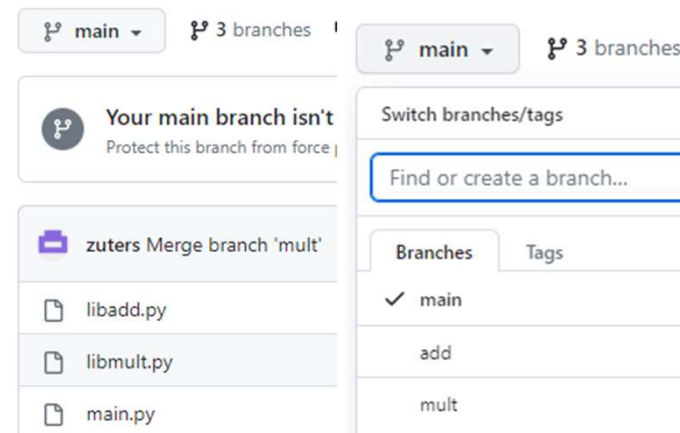 main
3 branches
Your main branch isn't
Protect this branch from force
zuters Merge branch 'mult'
libadd.py
libmult.py
main.py
main
3 branches
Switch branches/tags
Find or create a branch...
Branches
Tags
main
add
mult